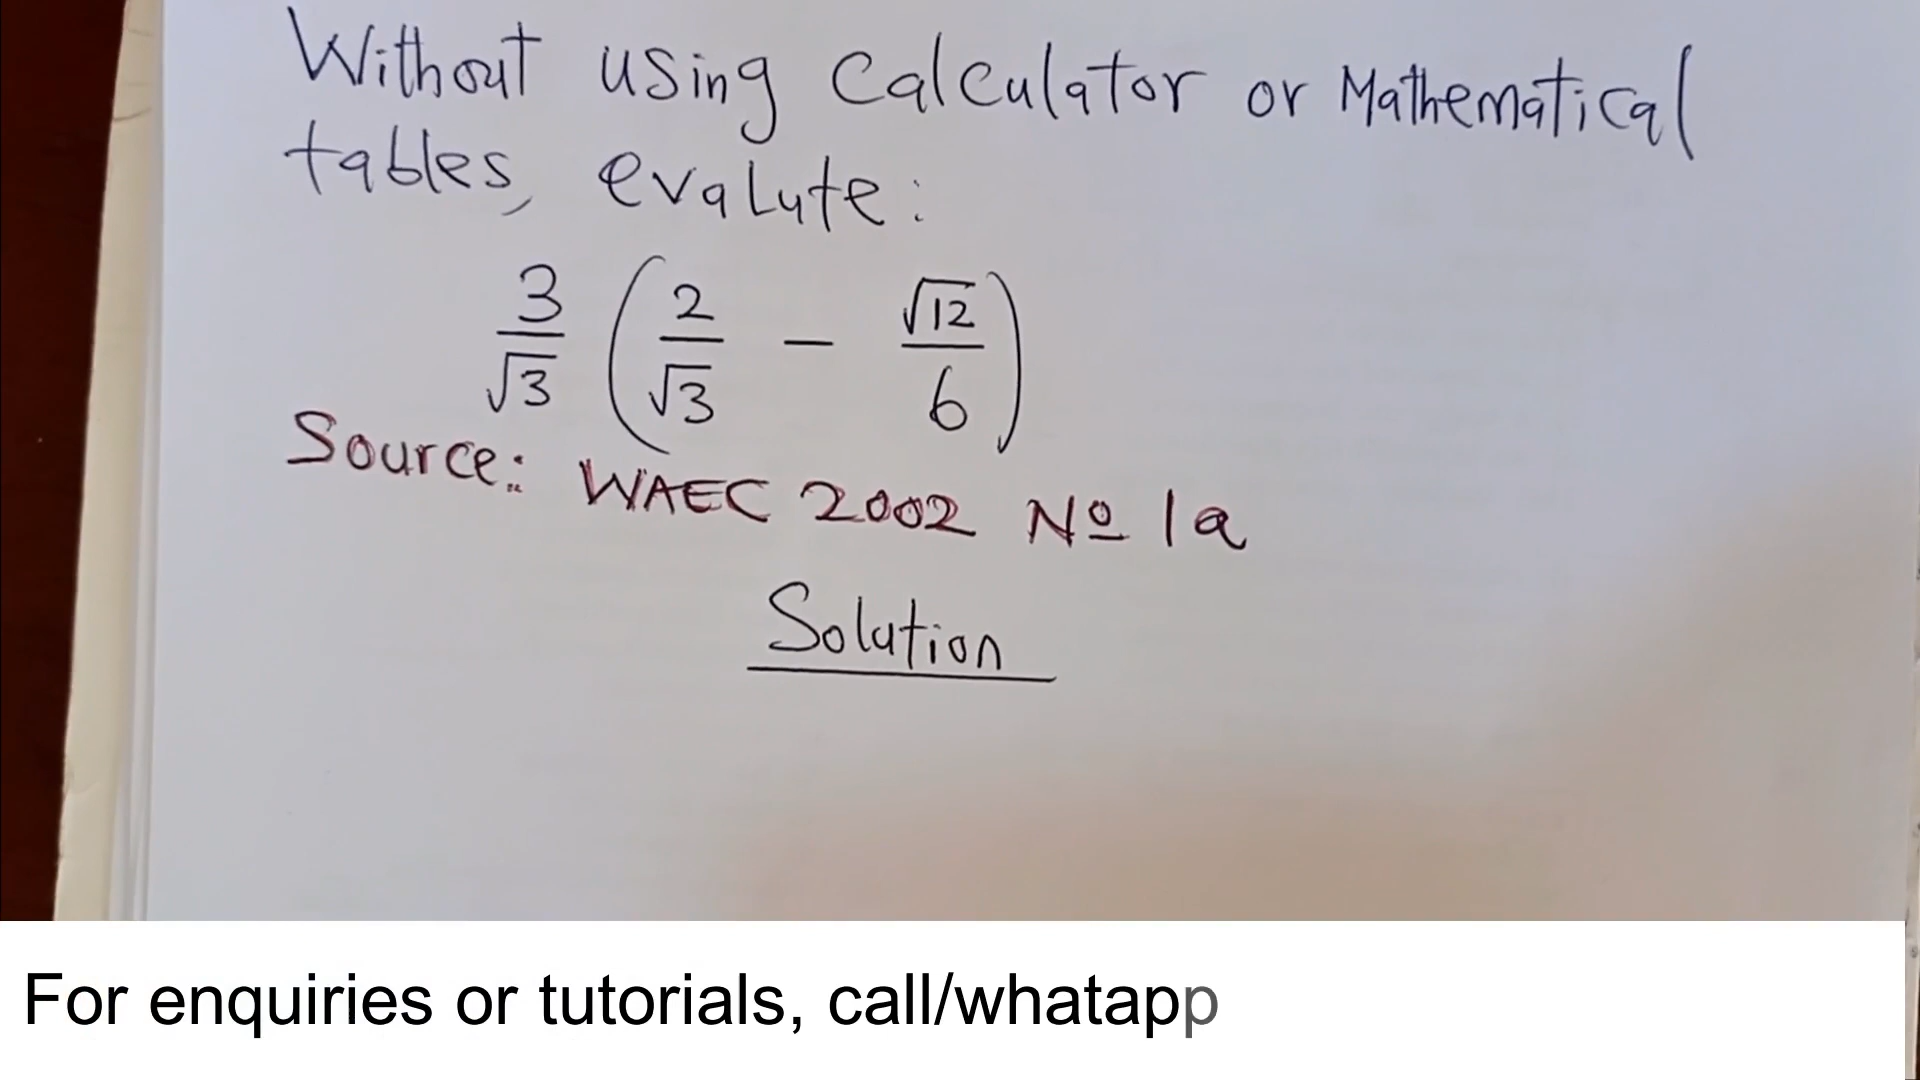 Without using Calculator or Mathematical
tables, evalute:
3/√3 (2/√3 − √12/6)
Source: WAEC 2002 Nº 1a
Solution
For enquiries or tutorials, call/whatapp